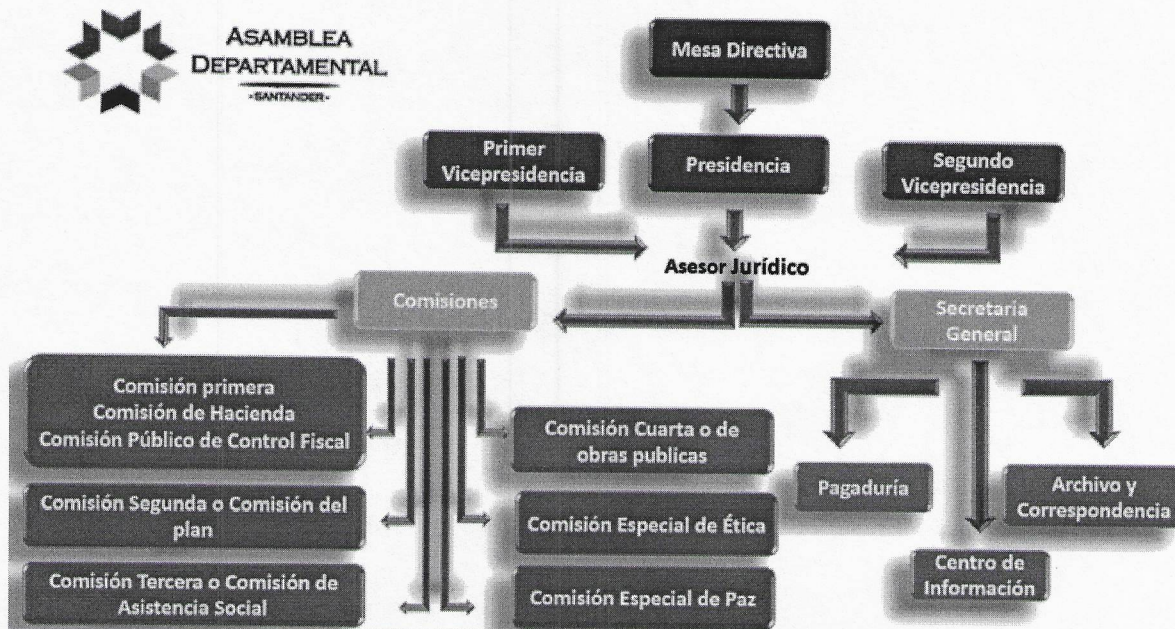 ASAMBLEA
DEPARTAMENTAL
-SANTANDER-
Mesa Directiva
Primer
Vicepresidencia
Presidencia
Segundo
Vicepresidencia
Asesor Jurídico
Comisiones
Secretaría
General
Comisión primera
Comisión de Hacienda
Comisión Público de Control Fiscal
Comisión Segunda o Comisión del
plan
Comisión Tercera o Comisión de
Asistencia Social
Comisión Cuarta o de
obras publicas
Comisión Especial de Ética
Comisión Especial de Paz
Pagaduría
Archivo y
Correspondencia
Centro de
Información